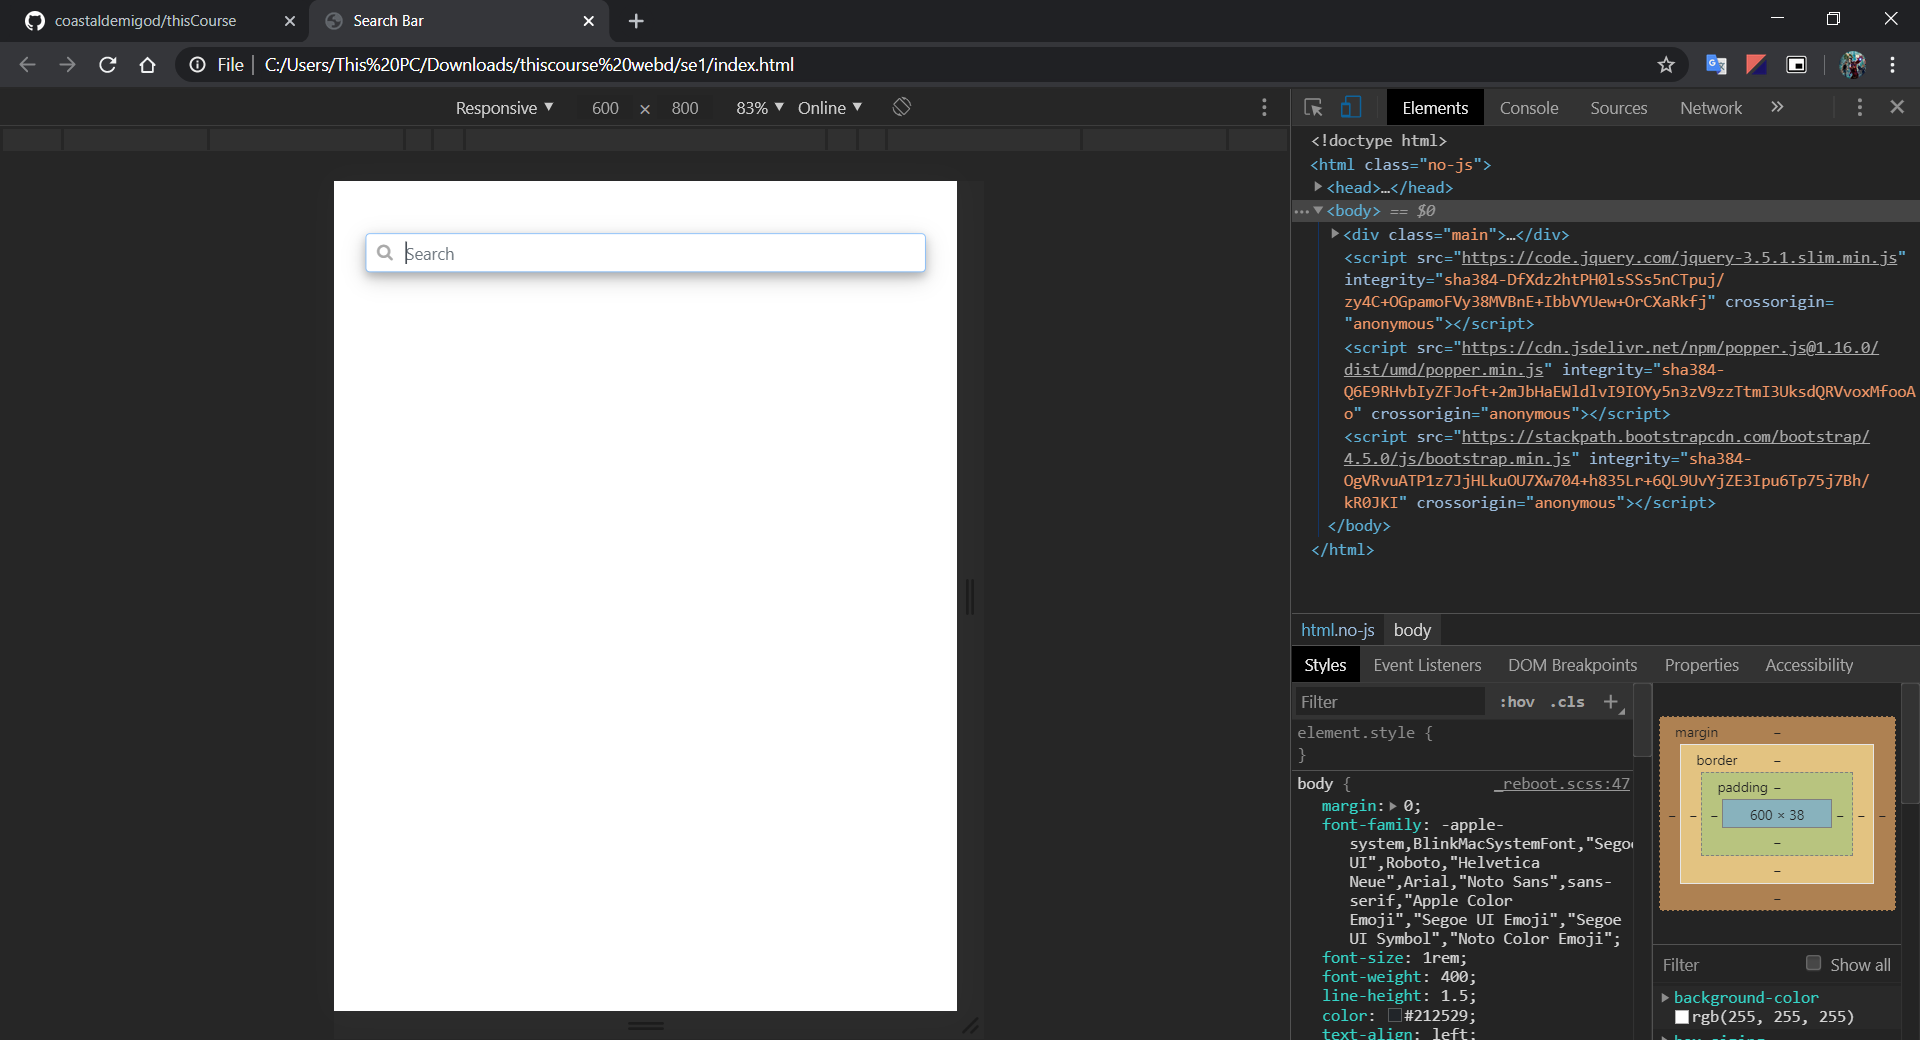 coastaldemigod/thisCourse
Search Bar
File | C:/Users/This%20PC/Downloads/thiscourse%20webd/se1/index.html
Responsive ▼ 600 × 800 83% ▼ Online ▼
Search
Elements Console Sources Network »
<!doctype html>
<html class="no-js">
<head>…</head>
<body> == $0
<div class="main">…</div>
<script src="https://code.jquery.com/jquery-3.5.1.slim.min.js"
integrity="sha384-DfXdz2htPH0lsSSs5nCTpuj/
zy4C+OGpamoFVy38MVBnE+IbbVYUew+OrCXaRkfj" crossorigin=
"anonymous"></script>
<script src="https://cdn.jsdelivr.net/npm/popper.js@1.16.0/
dist/umd/popper.min.js" integrity="sha384-
Q6E9RHvbIyZFJoft+2mJbHaEWldlvI9IOYy5n3zV9zzTtmI3UksdQRVvoxMfooA
o" crossorigin="anonymous"></script>
<script src="https://stackpath.bootstrapcdn.com/bootstrap/
4.5.0/js/bootstrap.min.js" integrity="sha384-
OgVRvuATP1z7JjHLkuOU7Xw704+h835Lr+6QL9UvYjZE3Ipu6Tp75j7Bh/
kR0JKI" crossorigin="anonymous"></script>
</body>
</html>
html.no-js body
Styles Event Listeners DOM Breakpoints Properties Accessibility
Filter :hov .cls +
element.style {
}
body { _reboot.scss:47
margin: 0;
font-family: -apple-
system,BlinkMacSystemFont,"Segoe
UI",Roboto,"Helvetica
Neue",Arial,"Noto Sans",sans-
serif,"Apple Color
Emoji","Segoe UI Emoji","Segoe
UI Symbol","Noto Color Emoji";
font-size: 1rem;
font-weight: 400;
line-height: 1.5;
color: #212529;
text-align: left;
margin –
border –
padding –
– – – 600 × 38 – – –
–
–
–
Filter Show all
background-color
rgb(255, 255, 255)